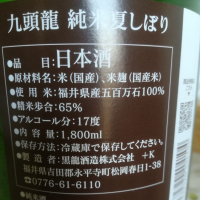 九頭龍 純米夏しぼり
●品目:日本酒
●原材料名:米(国産)、米麹(国産米)
●使用米:福井県産五百万石100%
●精米歩合:65%
●アルコール分:17度
●内容量:1,800ml
●保存方法:冷蔵庫で保存してください。
●製造者:黒龍酒造株式会社 +K
福井県吉田郡永平寺町松岡春日1-38
☎0776-61-6110